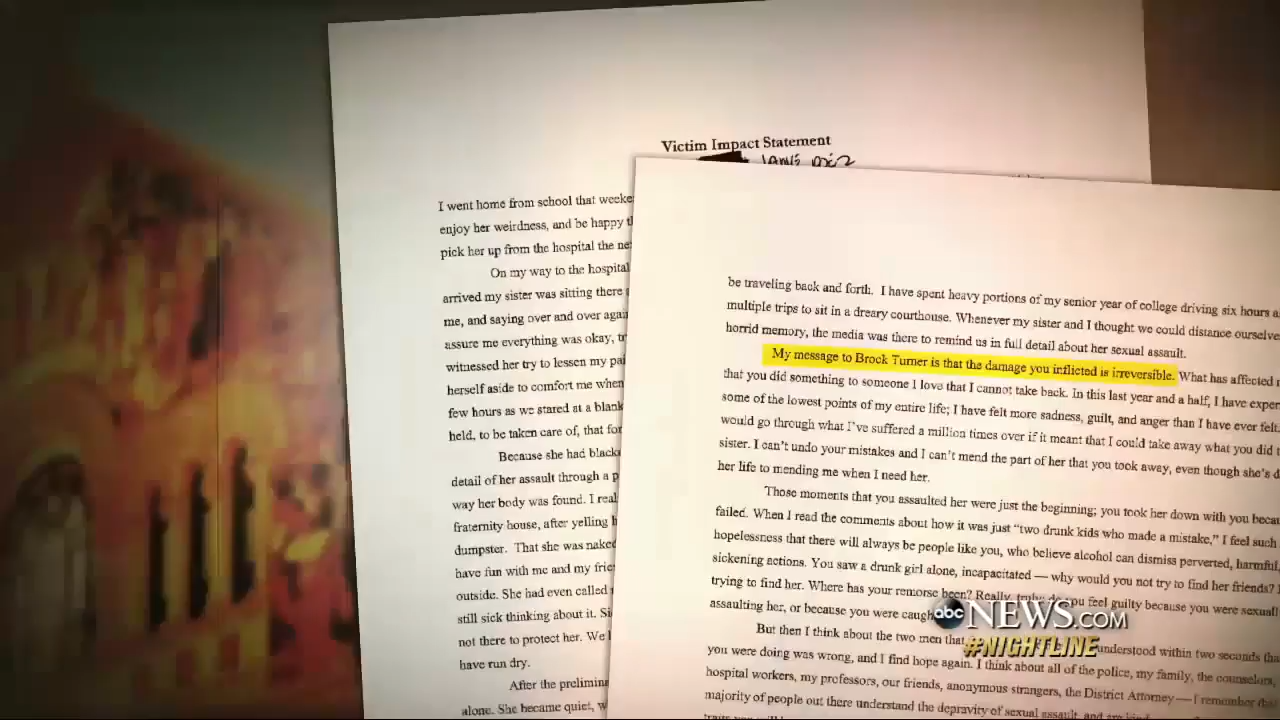 Victim Impact Statement
I went home from school that weeke
enjoy her weirdness, and be happy t
pick her up from the hospital the ne
On my way to the hospital
arrived my sister was sitting there
me, and saying over and over agai
assure me everything was okay, tr
witnessed her try to lessen my pai
herself aside to comfort me when
few hours as we stared at a blank
held, to be taken care of, that for
Because she had black
detail of her assault through a p
way her body was found. I real
fraternity house, after yelling h
dumpster. That she was naked
have fun with me and my frie
outside. She had even called
still sick thinking about it. Si
not there to protect her. We l
have run dry.
After the prelimina
alone. She became quiet, w
be traveling back and forth. I have spent heavy portions of my senior year of college driving six hours a
multiple trips to sit in a dreary courthouse. Whenever my sister and I thought we could distance ourselve
horrid memory, the media was there to remind us in full detail about her sexual assault.
My message to Brock Turner is that the damage you inflicted is irreversible. What has affected
that you did something to someone I love that I cannot take back. In this last year and a half, I have exper
some of the lowest points of my entire life; I have felt more sadness, guilt, and anger than I have ever felt.
would go through what I've suffered a million times over if it meant that I could take away what you did t
sister. I can't undo your mistakes and I can't mend the part of her that you took away, even though she's d
her life to mending me when I need her.
Those moments that you assaulted her were just the beginning; you took her down with you becau
failed. When I read the comments about how it was just "two drunk kids who made a mistake," I feel such
hopelessness that there will always be people like you, who believe alcohol can dismiss perverted, harmful,
sickening actions. You saw a drunk girl alone, incapacitated — why would you not try to find her friends?
trying to find her. Where has your remorse been? Really, truly: do you feel guilty because you were sexuall
assaulting her, or because you were caugh
But then I think about the two men that understood within two seconds tha
you were doing was wrong, and I find hope again. I think about all of the police, my family, the counselors,
hospital workers, my professors, our friends, anonymous strangers, the District Attorney — I remember tha
majority of people out there understand the depravity of sexual assault, and are
abc NEWS.COM
#NIGHTLINE